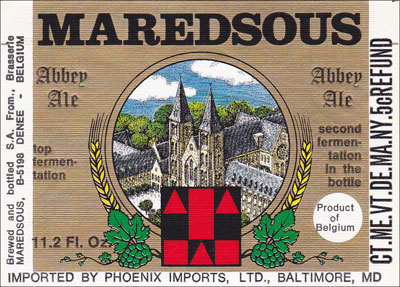 MAREDSOUS
Abbey
Ale
Abbey
Ale
top
fermen-
tation
second
fermen-
tation
in the
bottle
Product
of
Belgium
11.2 Fl. Oz.
Brewed and bottled S.A. From., Brasserie
MAREDSOUS, B-5198 DENEE - BELGIUM
CT.ME.VT.DE.MA.NY.5¢REFUND
IMPORTED BY PHOENIX IMPORTS, LTD., BALTIMORE, MD